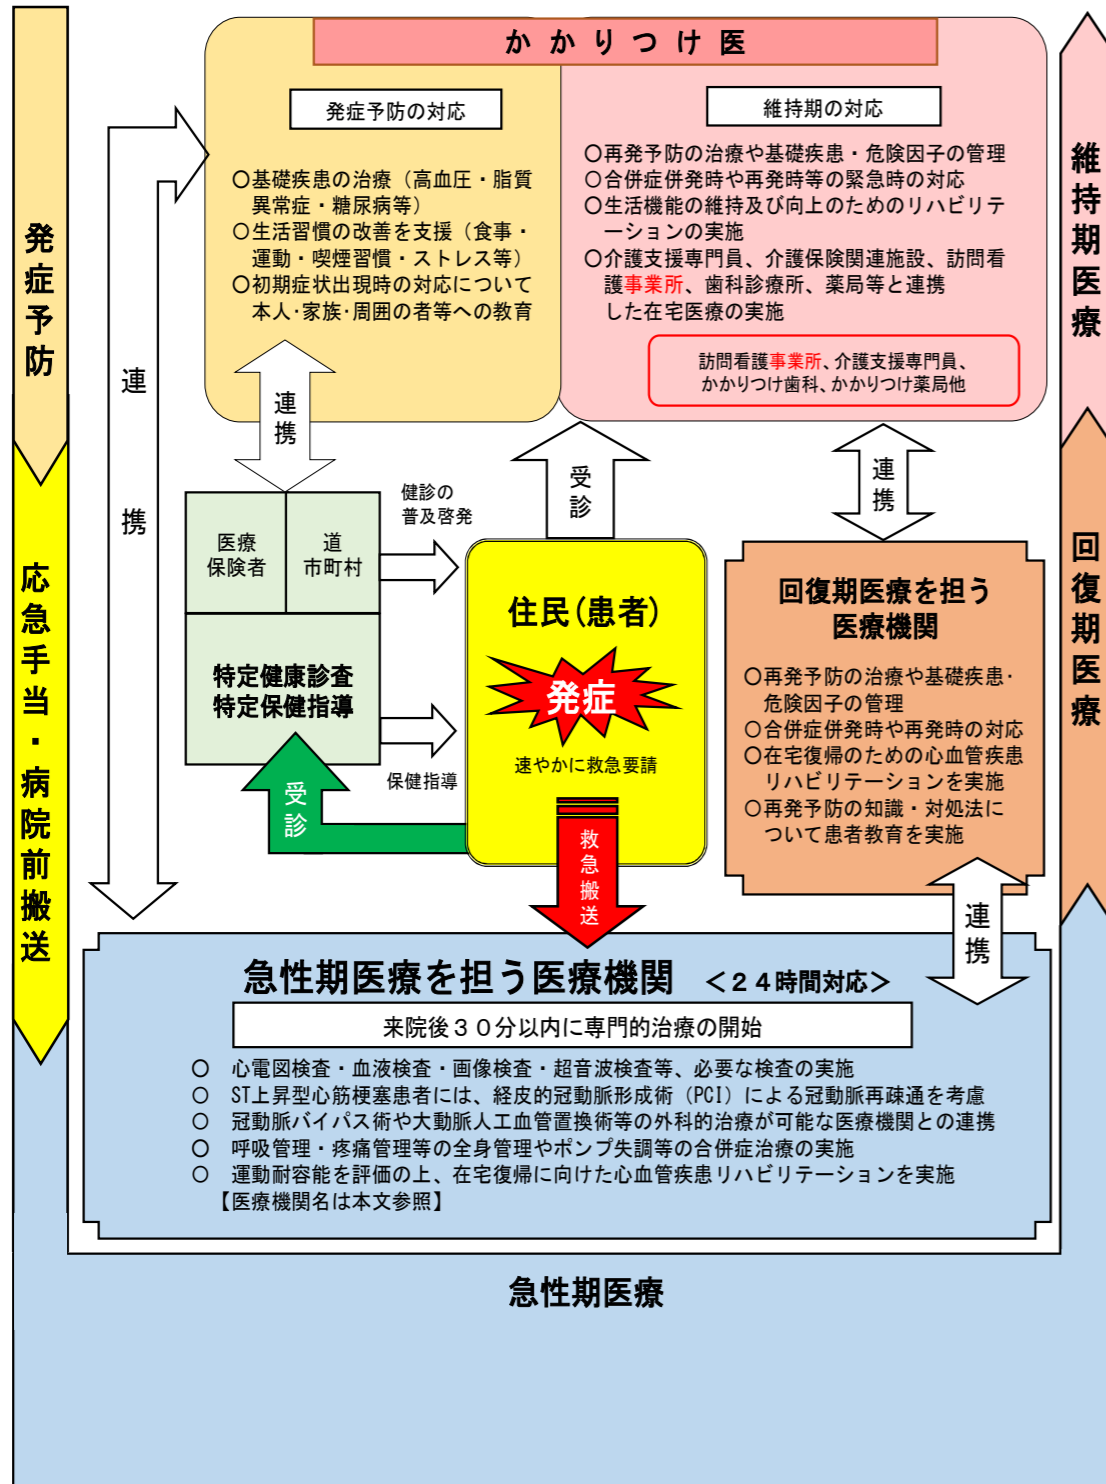 かかりつけ医
発症予防の対応
○基礎疾患の治療（高血圧・脂質
異常症・糖尿病等）
○生活習慣の改善を支援（食事・
運動・喫煙習慣・ストレス等）
○初期症状出現時の対応について
本人・家族・周囲の者等への教育
維持期の対応
○再発予防の治療や基礎疾患・危険因子の管理
○合併症併発時や再発時等の緊急時の対応
○生活機能の維持及び向上のためのリハビリテ
ーションの実施
○介護支援専門員、介護保険関連施設、訪問看
護事業所、歯科診療所、薬局等と連携
した在宅医療の実施
訪問看護事業所、介護支援専門員、
かかりつけ歯科、かかりつけ薬局他
発症予防
応急手当・病院前搬送
維持期医療
回復期医療
連携
連携
受診
連携
医療
保険者
道
市町村
健診の
普及啓発
特定健康診査
特定保健指導
保健指導
受診
住民(患者)
発症
速やかに救急要請
救急搬送
回復期医療を担う
医療機関
○再発予防の治療や基礎疾患・
危険因子の管理
○合併症併発時や再発時の対応
○在宅復帰のための心血管疾患
リハビリテーションを実施
○再発予防の知識・対処法に
ついて患者教育を実施
連携
急性期医療を担う医療機関　＜２４時間対応＞
来院後３０分以内に専門的治療の開始
○　心電図検査・血液検査・画像検査・超音波検査等、必要な検査の実施
○　ST上昇型心筋梗塞患者には、経皮的冠動脈形成術（PCI）による冠動脈再疎通を考慮
○　冠動脈バイパス術や大動脈人工血管置換術等の外科的治療が可能な医療機関との連携
○　呼吸管理・疼痛管理等の全身管理やポンプ失調等の合併症治療の実施
○　運動耐容能を評価の上、在宅復帰に向けた心血管疾患リハビリテーションを実施
【医療機関名は本文参照】
急性期医療